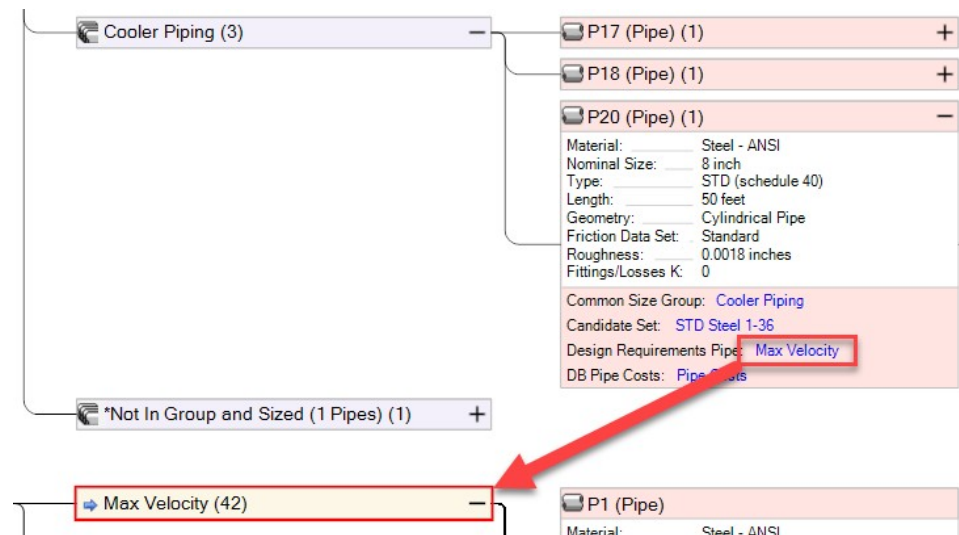 Cooler Piping (3)
P17 (Pipe) (1)
P18 (Pipe) (1)
P20 (Pipe) (1)
Material: Steel - ANSI
Nominal Size: 8 inch
Type: STD (schedule 40)
Length: 50 feet
Geometry: Cylindrical Pipe
Friction Data Set: Standard
Roughness: 0.0018 inches
Fittings/Losses K: 0
Common Size Group: Cooler Piping
Candidate Set: STD Steel 1-36
Design Requirements Pipe: Max Velocity
DB Pipe Costs: Pipe Costs
*Not In Group and Sized (1 Pipes) (1)
Max Velocity (42)
P1 (Pipe)
Material: Steel - ANSI